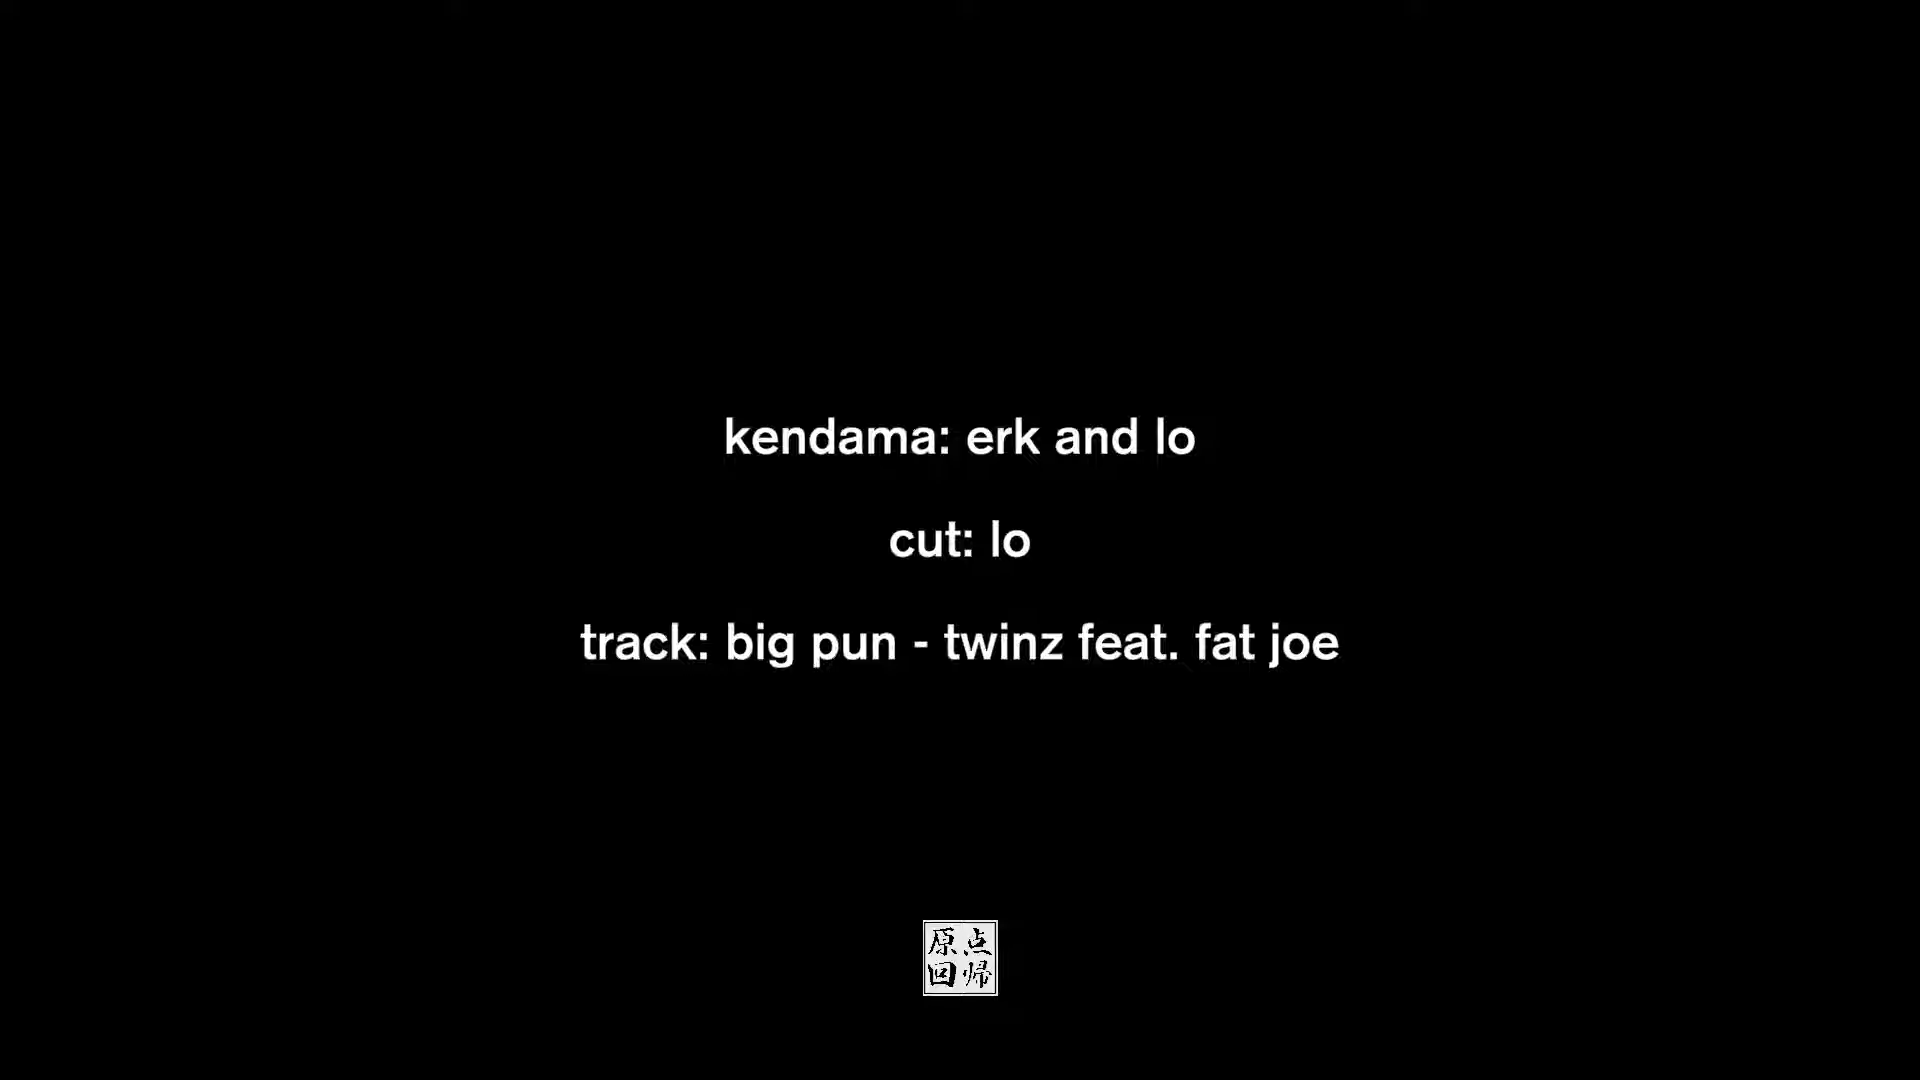 kendama: erk and lo
cut: lo
track: big pun - twinz feat. fat joe
原点
回帰